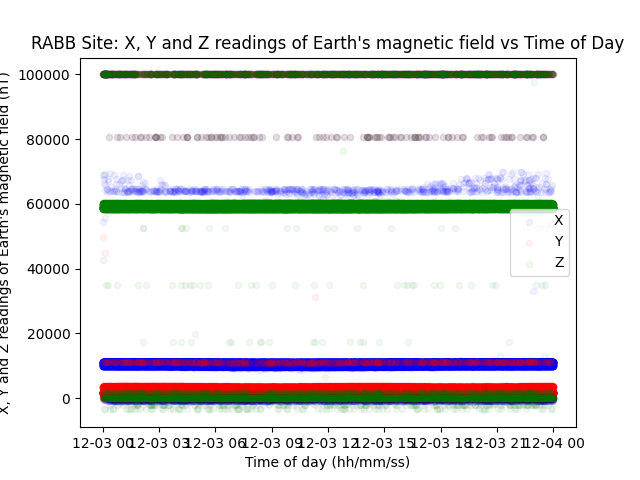 RABB Site: X, Y and Z readings of Earth's magnetic field vs Time of Day
X, Y and Z readings of Earth's magnetic field (nT)
100000
80000
60000
40000
20000
0
X
Y
Z
12-03 00 12-03 03 12-03 06 12-03 09 12-03 12 12-03 15 12-03 18 12-03 21 12-04 00
Time of day (hh/mm/ss)